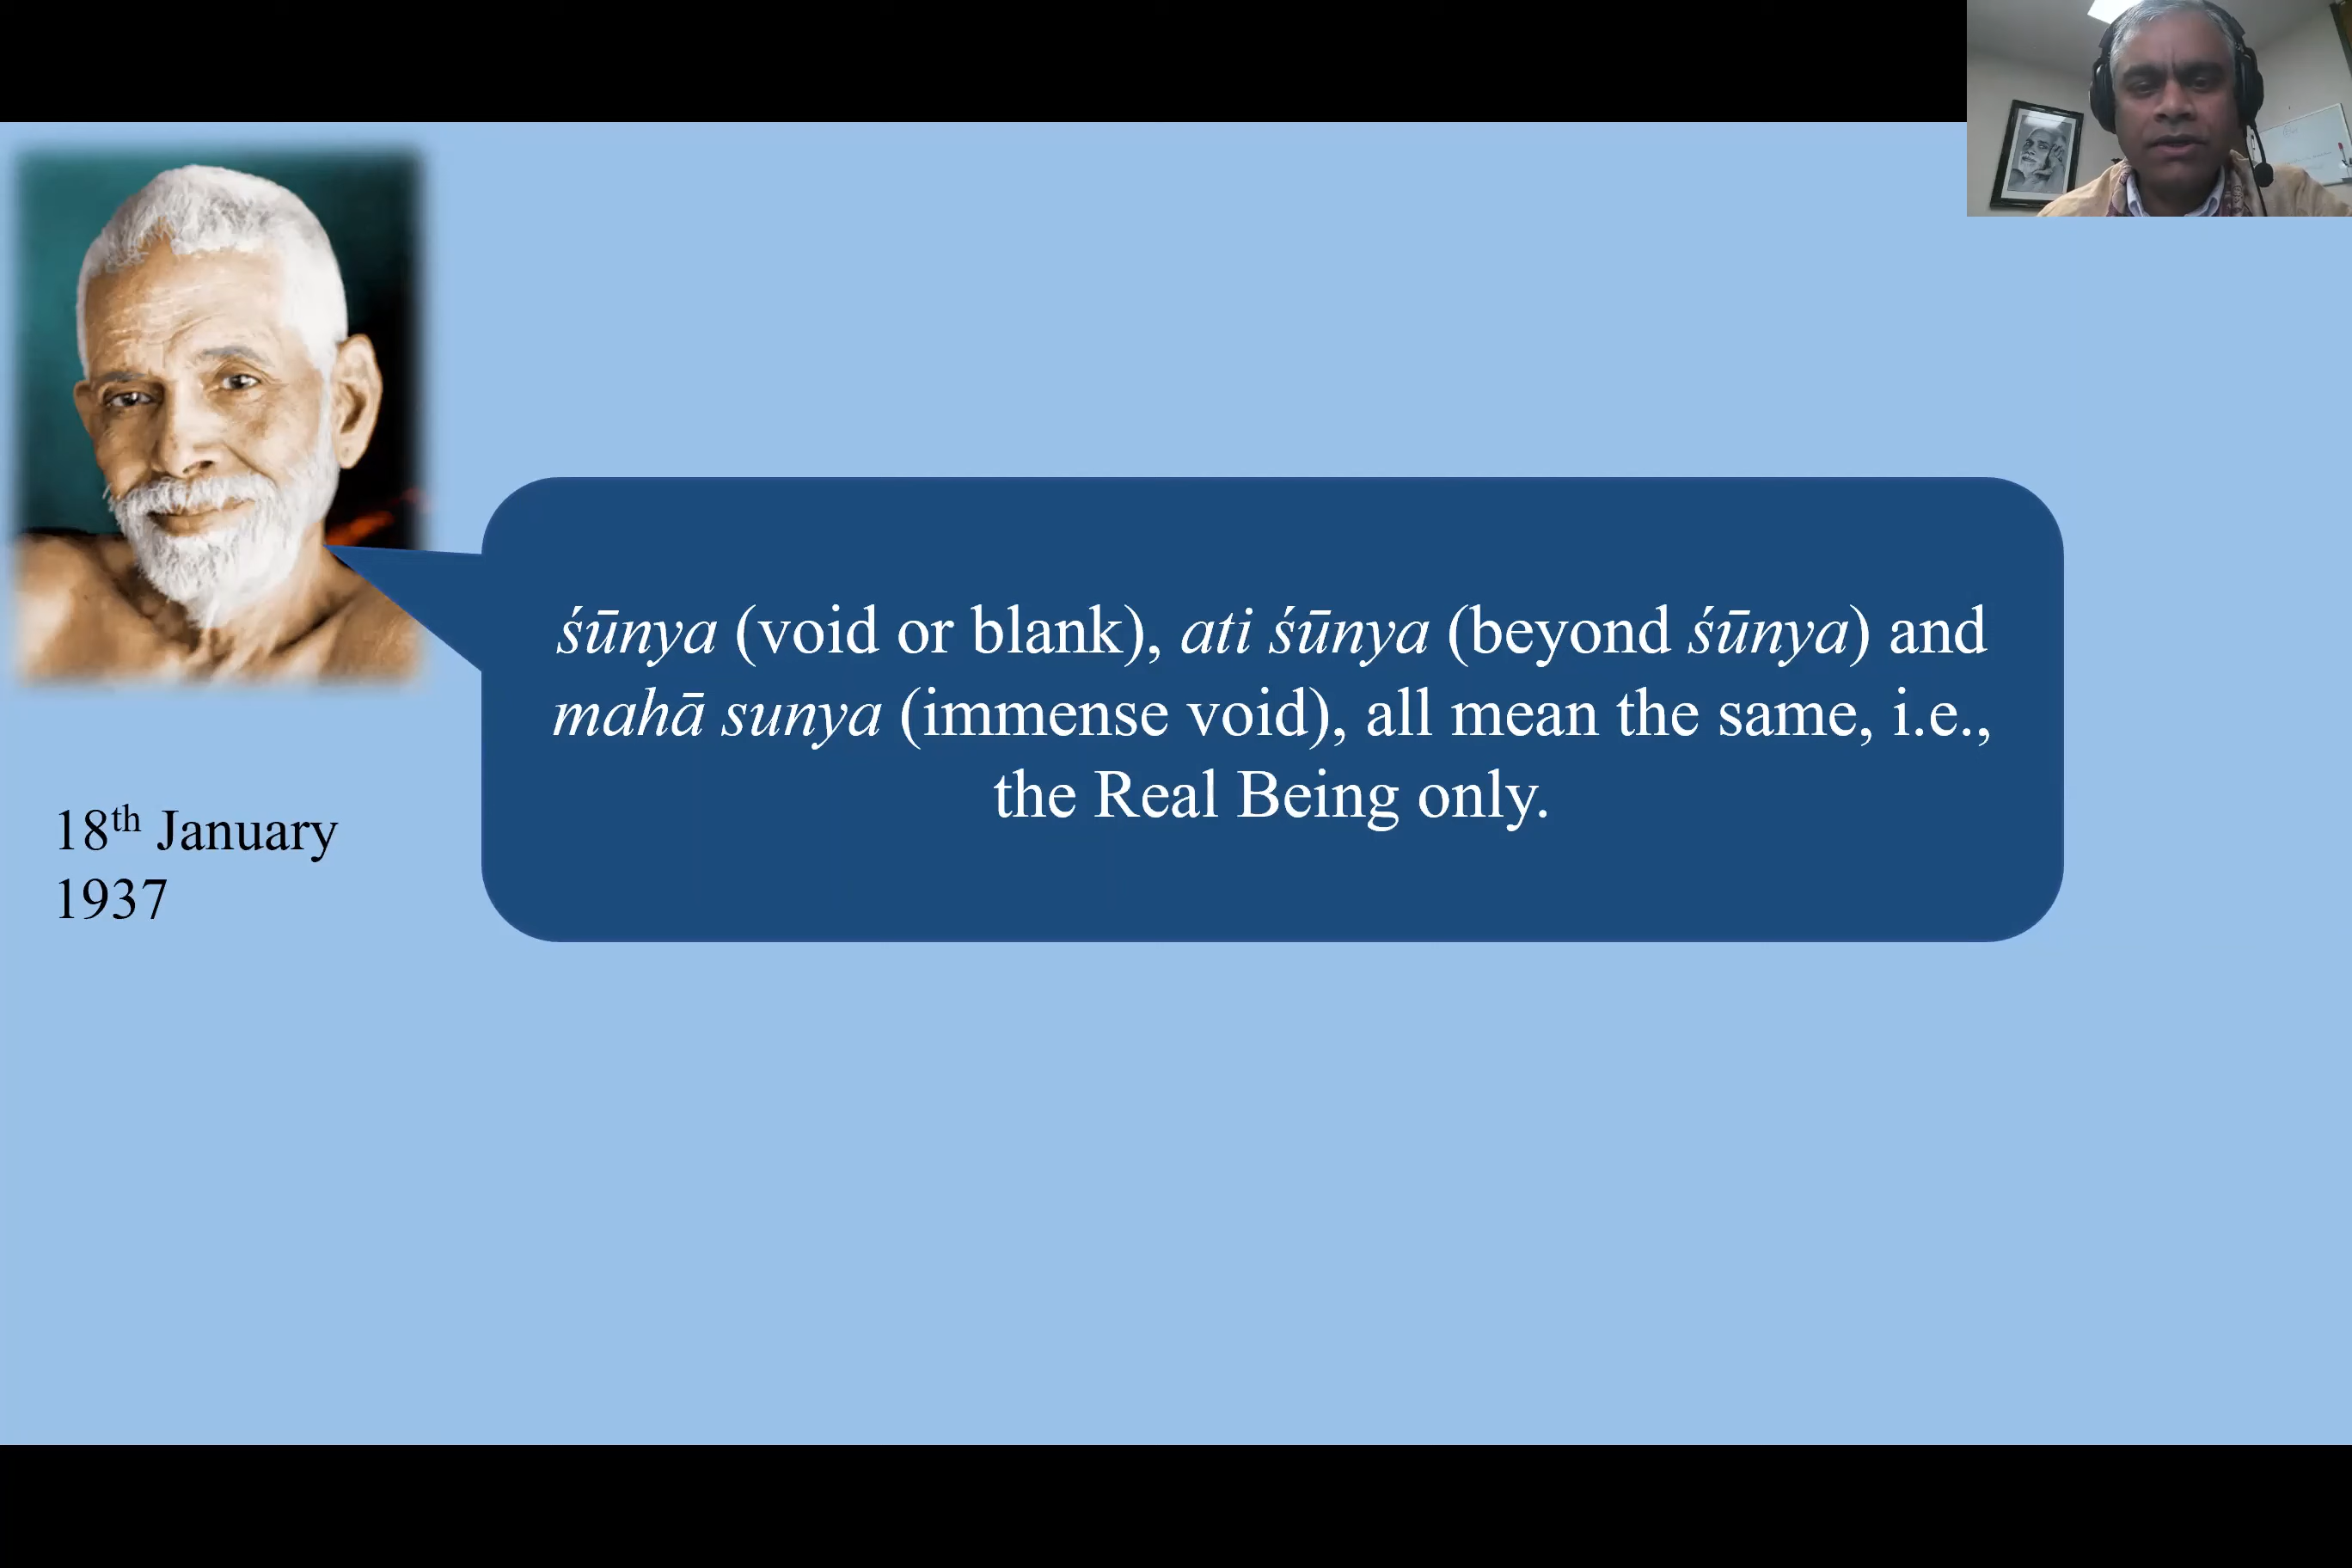 śūnya (void or blank), ati śūnya (beyond śūnya) and
mahā sunya (immense void), all mean the same, i.e.,
the Real Being only.
18th January
1937